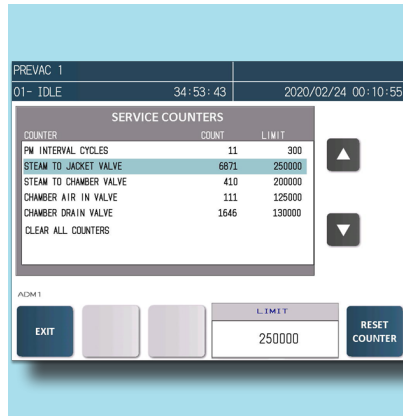 PREVAC 1
01- IDLE 34:53:43 2020/02/24 00:10:55
SERVICE COUNTERS
COUNTER COUNT LIMIT
PM INTERVAL CYCLES 11 300
STEAM TO JACKET VALVE 6871 250000
STEAM TO CHAMBER VALVE 410 200000
CHAMBER AIR IN VALVE 111 125000
CHAMBER DRAIN VALVE 1646 130000
CLEAR ALL COUNTERS
ADM1
LIMIT
EXIT 250000 RESET
COUNTER